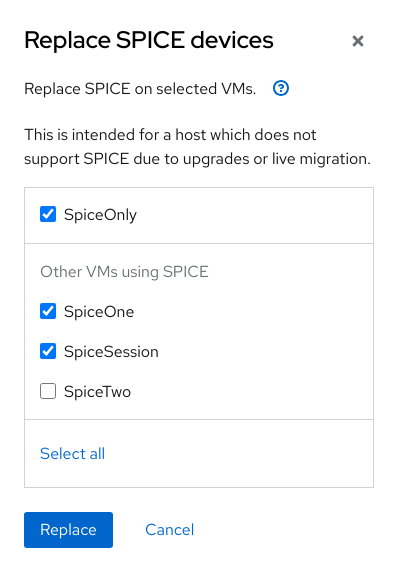 Replace SPICE devices
Replace SPICE on selected VMs.
This is intended for a host which does not
support SPICE due to upgrades or live migration.
SpiceOnly
Other VMs using SPICE
SpiceOne
SpiceSession
SpiceTwo
Select all
Replace Cancel